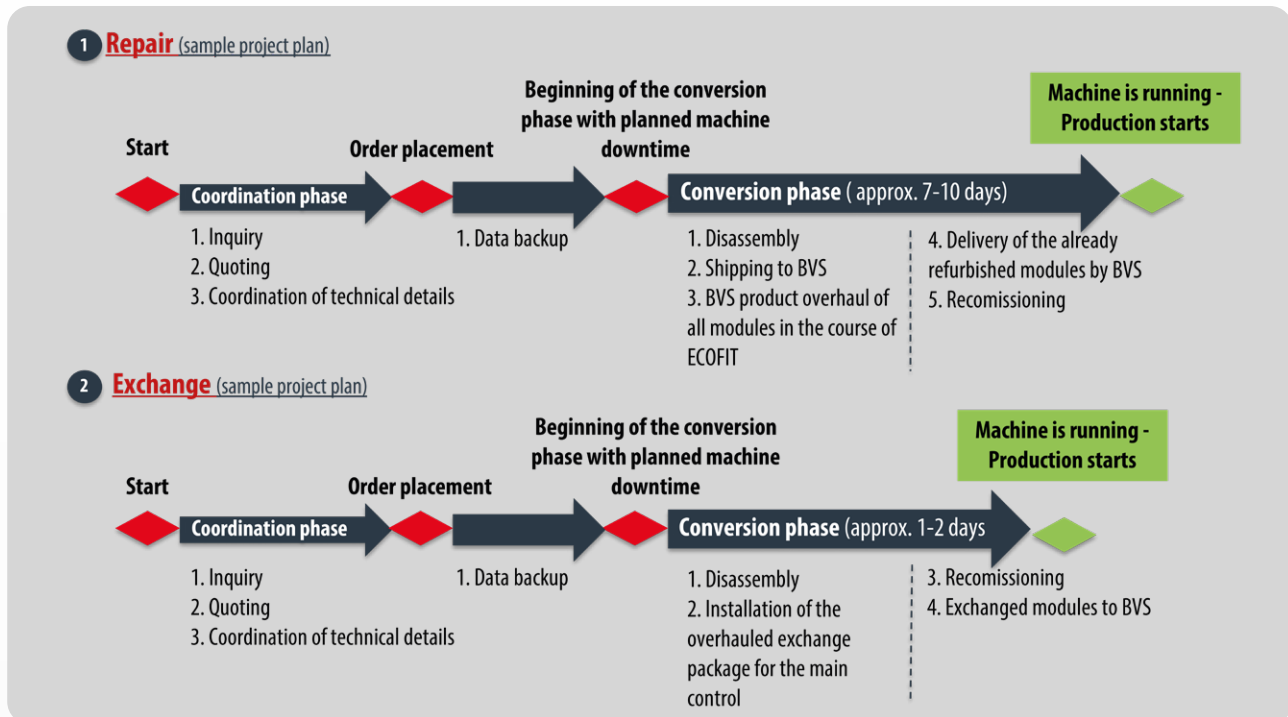 1 Repair (sample project plan)
Beginning of the conversion
phase with planned machine
downtime
Machine is running -
Production starts
Start
Order placement
Coordination phase
Conversion phase ( approx. 7-10 days)
1. Inquiry
2. Quoting
3. Coordination of technical details
1. Data backup
1. Disassembly
2. Shipping to BVS
3. BVS product overhaul of
all modules in the course of
ECOFIT
4. Delivery of the already
refurbished modules by BVS
5. Recomissioning
2 Exchange (sample project plan)
Beginning of the conversion
phase with planned machine
downtime
Machine is running -
Production starts
Start
Order placement
Coordination phase
Conversion phase (approx. 1-2 days
1. Inquiry
2. Quoting
3. Coordination of technical details
1. Data backup
1. Disassembly
2. Installation of the
overhauled exchange
package for the main
control
3. Recomissioning
4. Exchanged modules to BVS